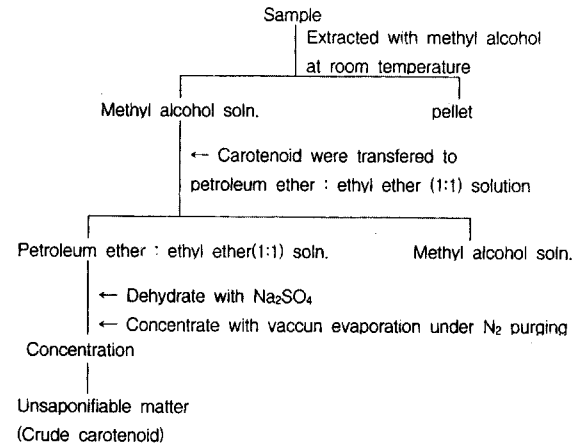 Sample
Extracted with methyl alcohol
at room temperature
Methyl alcohol soln.
pellet
← Carotenoid were transfered to
petroleum ether : ethyl ether (1:1) solution
Petroleum ether : ethyl ether(1:1) soln.
Methyl alcohol soln.
← Dehydrate with Na₂SO₄
← Concentrate with vaccun evaporation under N₂ purging
Concentration
Unsaponifiable matter
(Crude carotenoid)